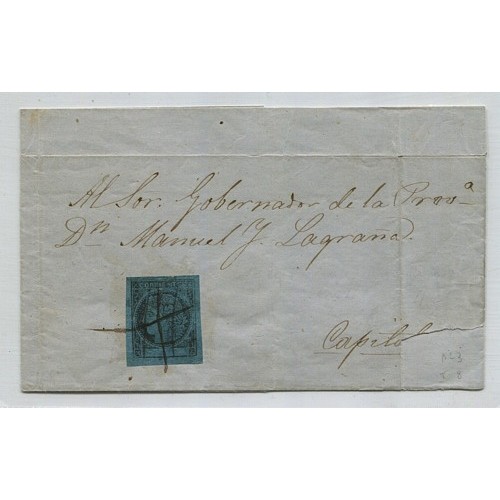 Al Sor. Gobernador de la Prova
Dn Manuel J. Lagraña.
Capital